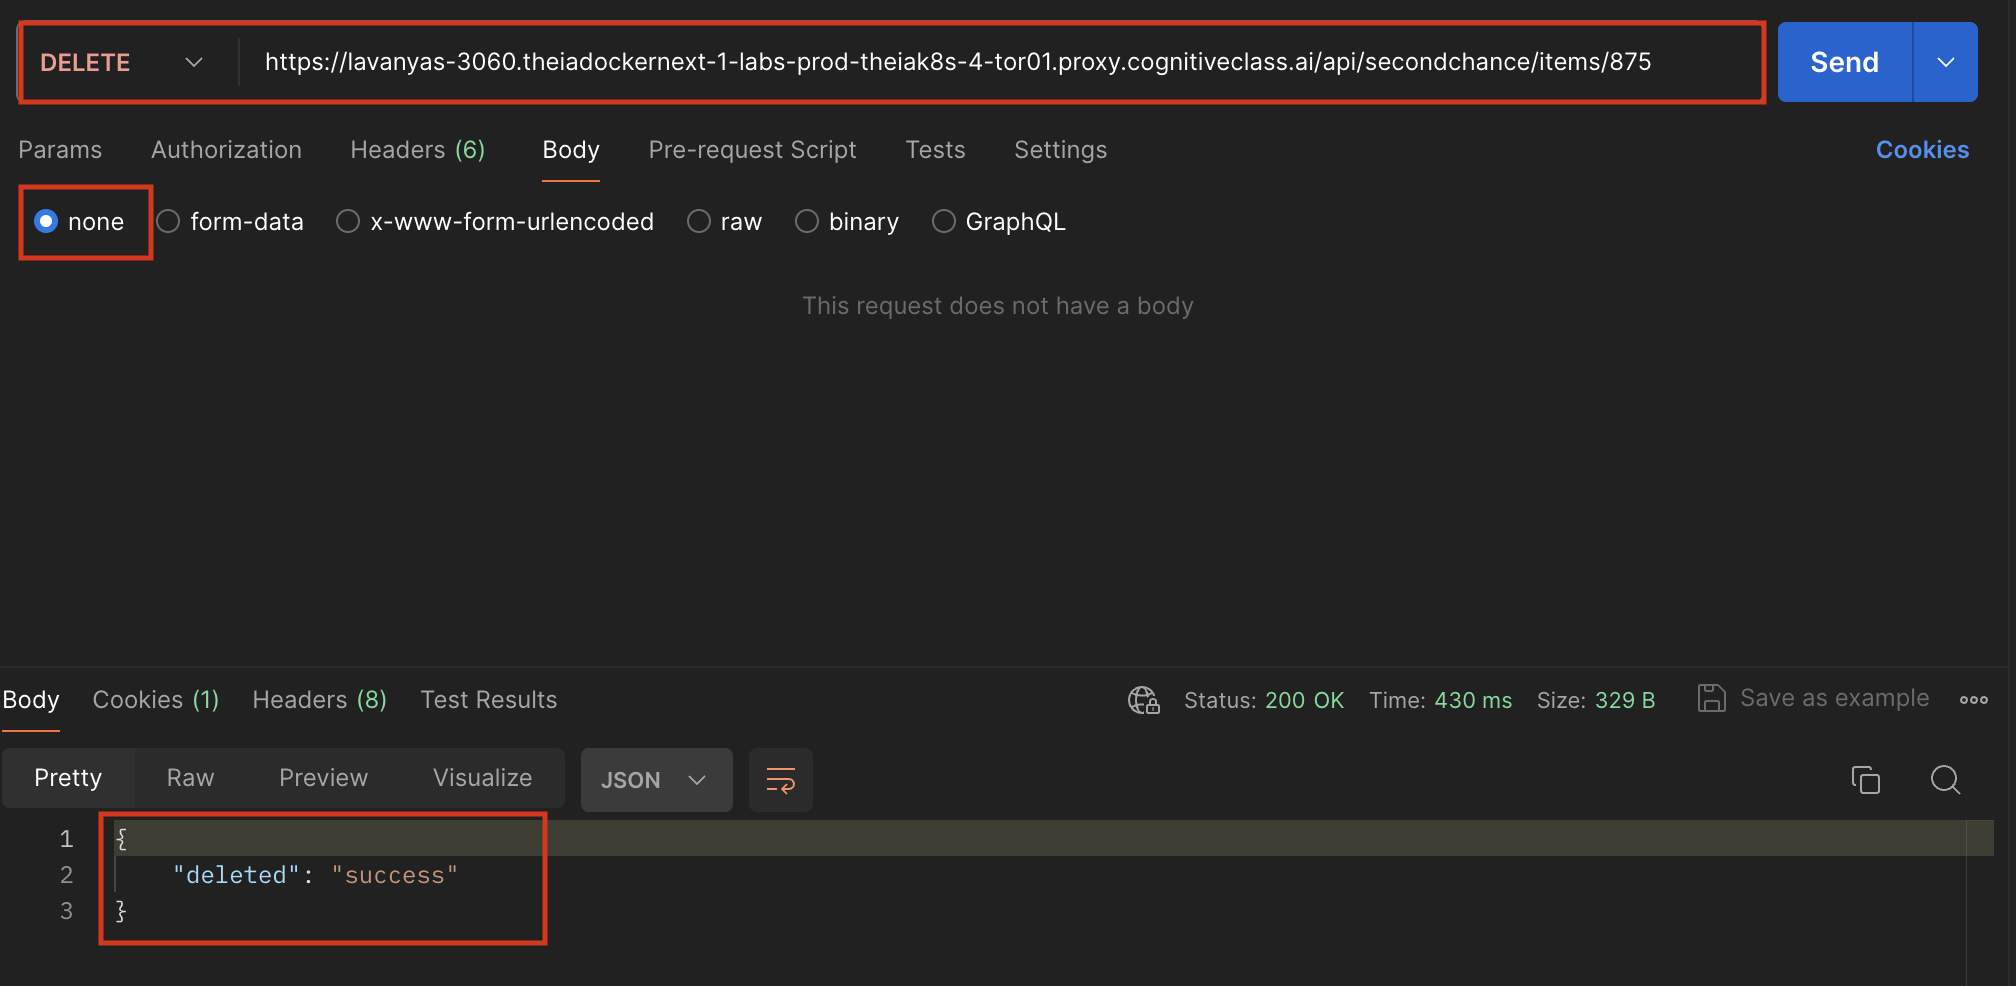 DELETE https://lavanyas-3060.theiadockernext-1-labs-prod-theiak8s-4-tor01.proxy.cognitiveclass.ai/api/secondchance/items/875 Send
Params Authorization Headers (6) Body Pre-request Script Tests Settings Cookies
none form-data x-www-form-urlencoded raw binary GraphQL
This request does not have a body
Body Cookies (1) Headers (8) Test Results Status: 200 OK Time: 430 ms Size: 329 B Save as example
Pretty Raw Preview Visualize JSON
1 {
2 "deleted": "success"
3 }